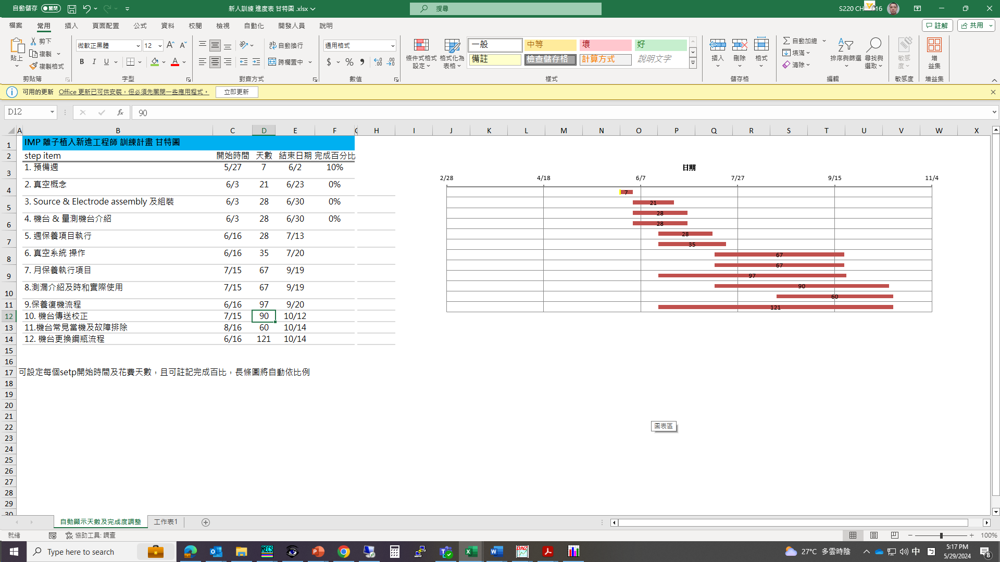 自動儲存 關閉
新人訓練 進度表 甘特圖 .xlsx
搜尋
檔案 常用 插入 頁面配置 公式 資料 校閱 檢視 自動化 開發人員 說明
註解 共用
貼上 剪下 複製 複製格式
剪貼簿
微軟正黑體 12
B I U
字型
自動換行
跨欄置中
對齊方式
通用格式
數值
條件式格式設定 格式化為表格
一般 中等 壞 好
備註 檢查儲存格 計算方式 說明文字
樣式
插入 刪除 格式
儲存格
自動加總
填滿
清除
排序與篩選 尋找與選取
編輯
敏感度
敏感度
增益集
增益集
可用的更新 Office 更新已可供安裝，但必須先關閉一些應用程式。 立即更新
D12 fx 90
A B C D E F H I J K L M N O P Q R S T U V W X
1 IMP 離子植入新進工程師 訓練計畫 甘特圖
2 step item 開始時間 天數 結束日期 完成百分比
3 1. 預備週 5/27 7 6/2 10%
4 2. 真空概念 6/3 21 6/23 0%
5 3. Source & Electrode assembly 及組裝 6/3 28 6/30 0%
6 4. 機台 & 量測機台介紹 6/3 28 6/30 0%
7 5. 週保養項目執行 6/16 28 7/13
8 6. 真空系統 操作 6/16 35 7/20
9 7. 月保養執行項目 7/15 67 9/19
10 8.測漏介紹及時和實際使用 7/15 67 9/19
11 9.保養復機流程 6/16 97 9/20
12 10. 機台傳送校正 7/15 90 10/12
13 11.機台常見當機及故障排除 8/16 60 10/14
14 12. 機台更換鋼瓶流程 6/16 121 10/14
15
16
17 可設定每個setp開始時間及花費天數，且可註記完成百比，長條圖將自動依比例
18
19
20
21
22
23
24
25
26
27
28
29
30
日期
2/28 4/18 6/7 7/27 9/15 11/4
7
21
28
28
28
35
67
67
97
90
60
121
圖表區
自動顯示天數及完成度調整 工作表1
就緒 協助工具: 調查 100%
Type here to search
RECS
DNZ
27°C 多雲時陰
中
5:17 PM
5/29/2024
8